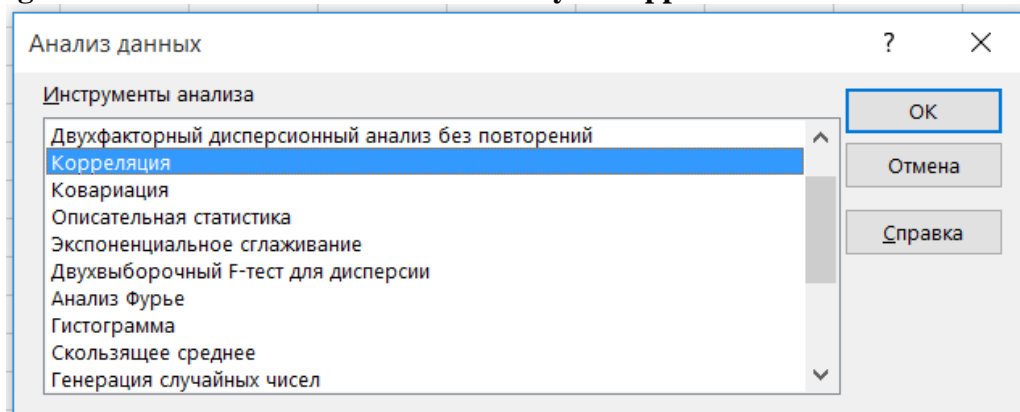 Анализ данных ? ×
Инструменты анализа
Двухфакторный дисперсионный анализ без повторений
Корреляция
Ковариация
Описательная статистика
Экспоненциальное сглаживание
Двухвыборочный F-тест для дисперсии
Анализ Фурье
Гистограмма
Скользящее среднее
Генерация случайных чисел
OK
Отмена
Справка